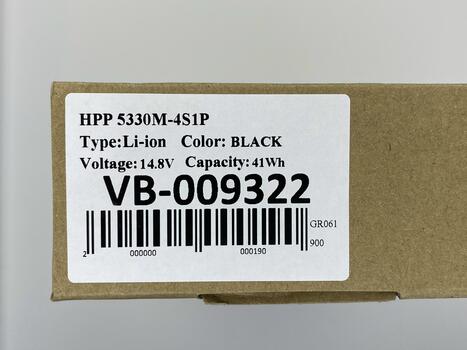 HPP 5330M-4S1P
Type:Li-ion Color: BLACK
Voltage:14.8V Capacity:41Wh
VB-009322
GR061
900
2 000000 000190